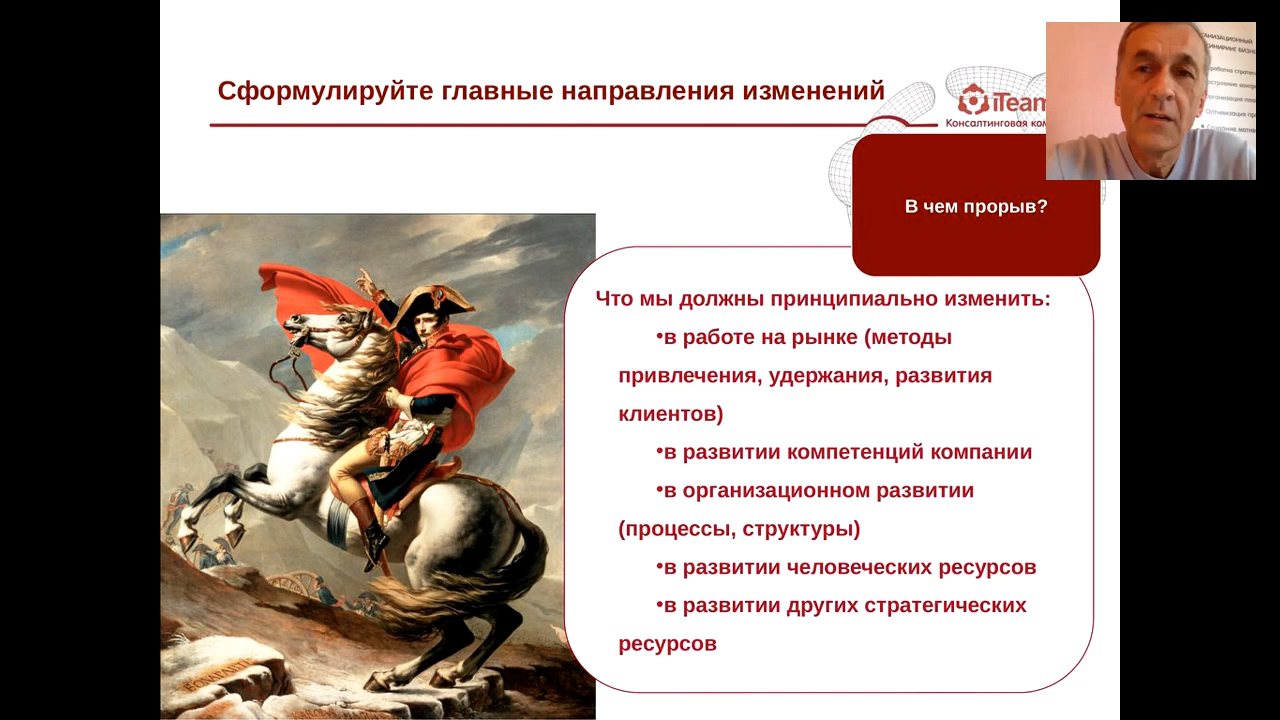 Сформулируйте главные направления изменений
iTeam
Консалтинговая
В чем прорыв?
Что мы должны принципиально изменить:
•в работе на рынке (методы
привлечения, удержания, развития
клиентов)
•в развитии компетенций компании
•в организационном развитии
(процессы, структуры)
•в развитии человеческих ресурсов
•в развитии других стратегических
ресурсов
BONAPARTE